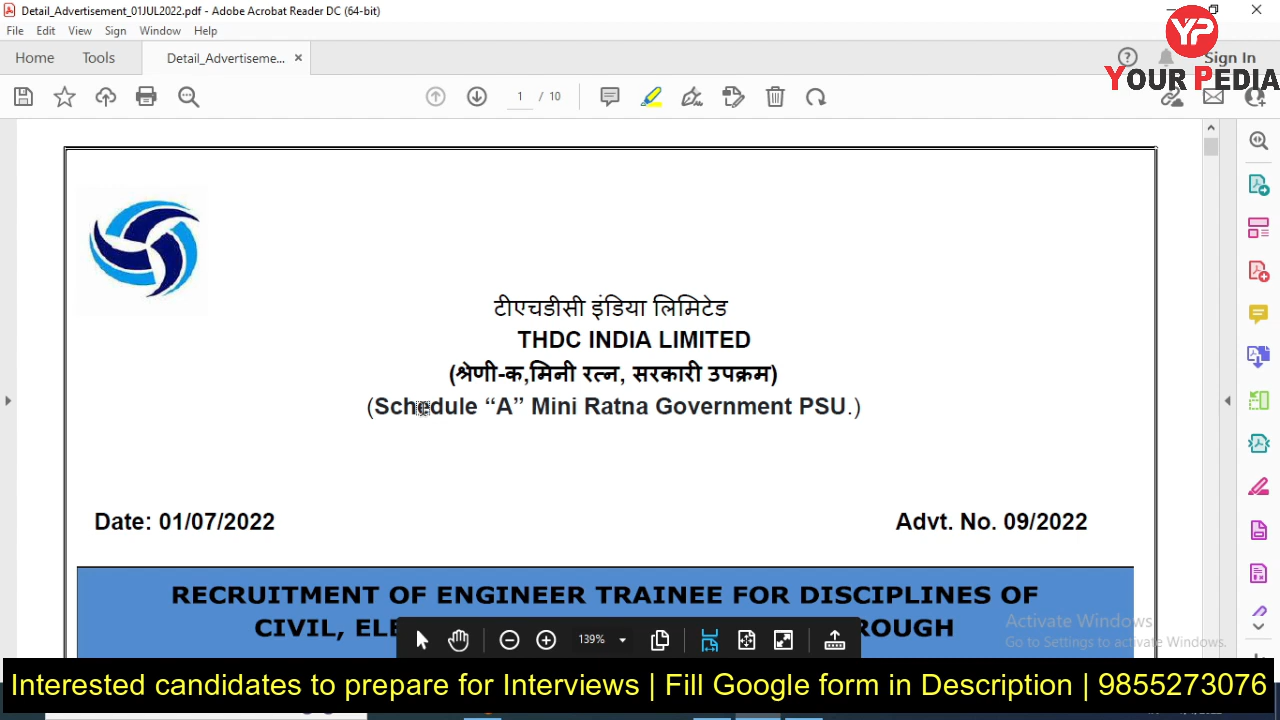 Detail_Advertisement_01JUL2022.pdf - Adobe Acrobat Reader DC (64-bit)
File Edit View Sign Window Help
Home Tools Detail_Advertiseme... Sign In
YP
YOUR PEDIA
1 / 10
टीएचडीसी इंडिया लिमिटेड
THDC INDIA LIMITED
(श्रेणी-क,मिनी रत्न, सरकारी उपक्रम)
(Schedule “A” Mini Ratna Government PSU.)
Date: 01/07/2022 Advt. No. 09/2022
RECRUITMENT OF ENGINEER TRAINEE FOR DISCIPLINES OF
CIVIL,
139%
Activate Windows
Go to Settings to activate Windows.
Interested candidates to prepare for Interviews | Fill Google form in Description | 9855273076